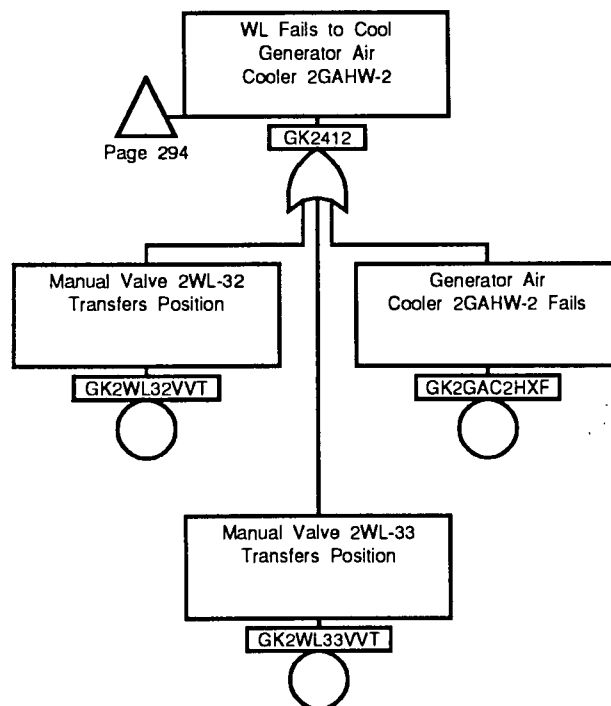 WL Fails to Cool
Generator Air
Cooler 2GAHW-2
Page 294
GK2412
Manual Valve 2WL-32
Transfers Position
GK2WL32VVT
Generator Air
Cooler 2GAHW-2 Fails
GK2GAC2HXF
Manual Valve 2WL-33
Transfers Position
GK2WL33VVT